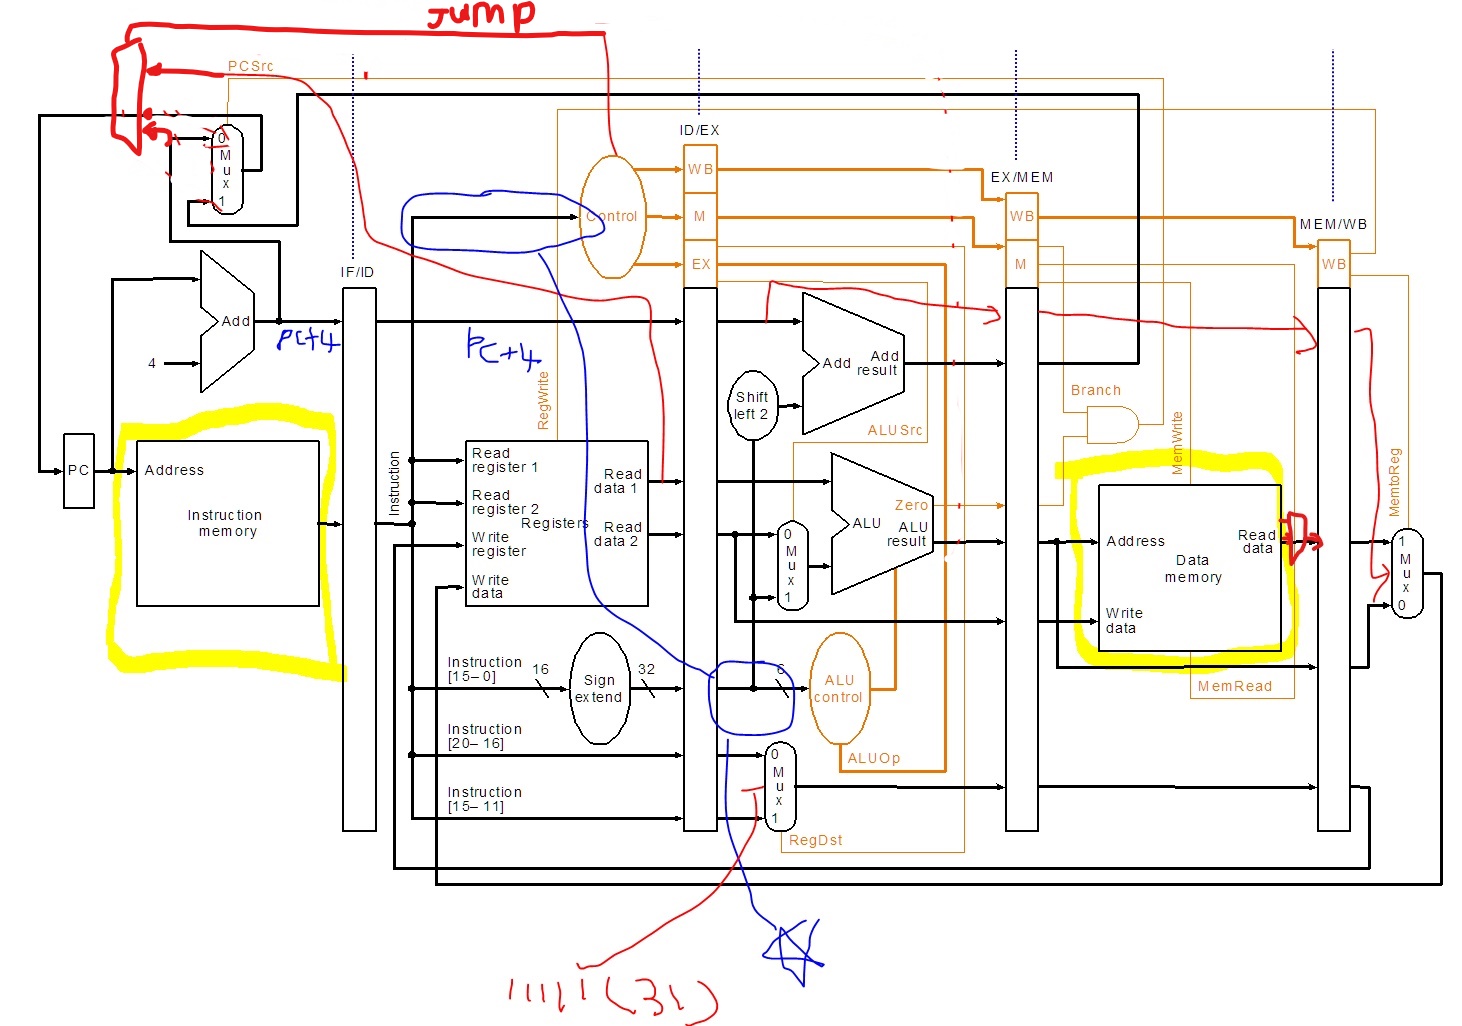 Jump
PCSrc
0
M
u
x
1
ID/EX
WB
Control
M
EX
EX/MEM
WB
M
MEM/WB
WB
IF/ID
Add
PC+4
4
PC+4
RegWrite
Add
Add
result
Shift
left 2
ALUSrc
Branch
MemWrite
MemtoReg
PC
Address
Instruction
memory
Instruction
Read
register 1
Read
register 2
Registers
Write
register
Write
data
Read
data 1
Read
data 2
0
M
u
x
1
Zero
ALU
ALU
result
Address
Read
data
Data
memory
Write
data
1
M
u
x
0
MemRead
Instruction
[15–0]
16
Sign
extend
32
6
ALU
control
ALUOp
Instruction
[20–16]
Instruction
[15–11]
0
M
u
x
1
RegDst
11111 (31)